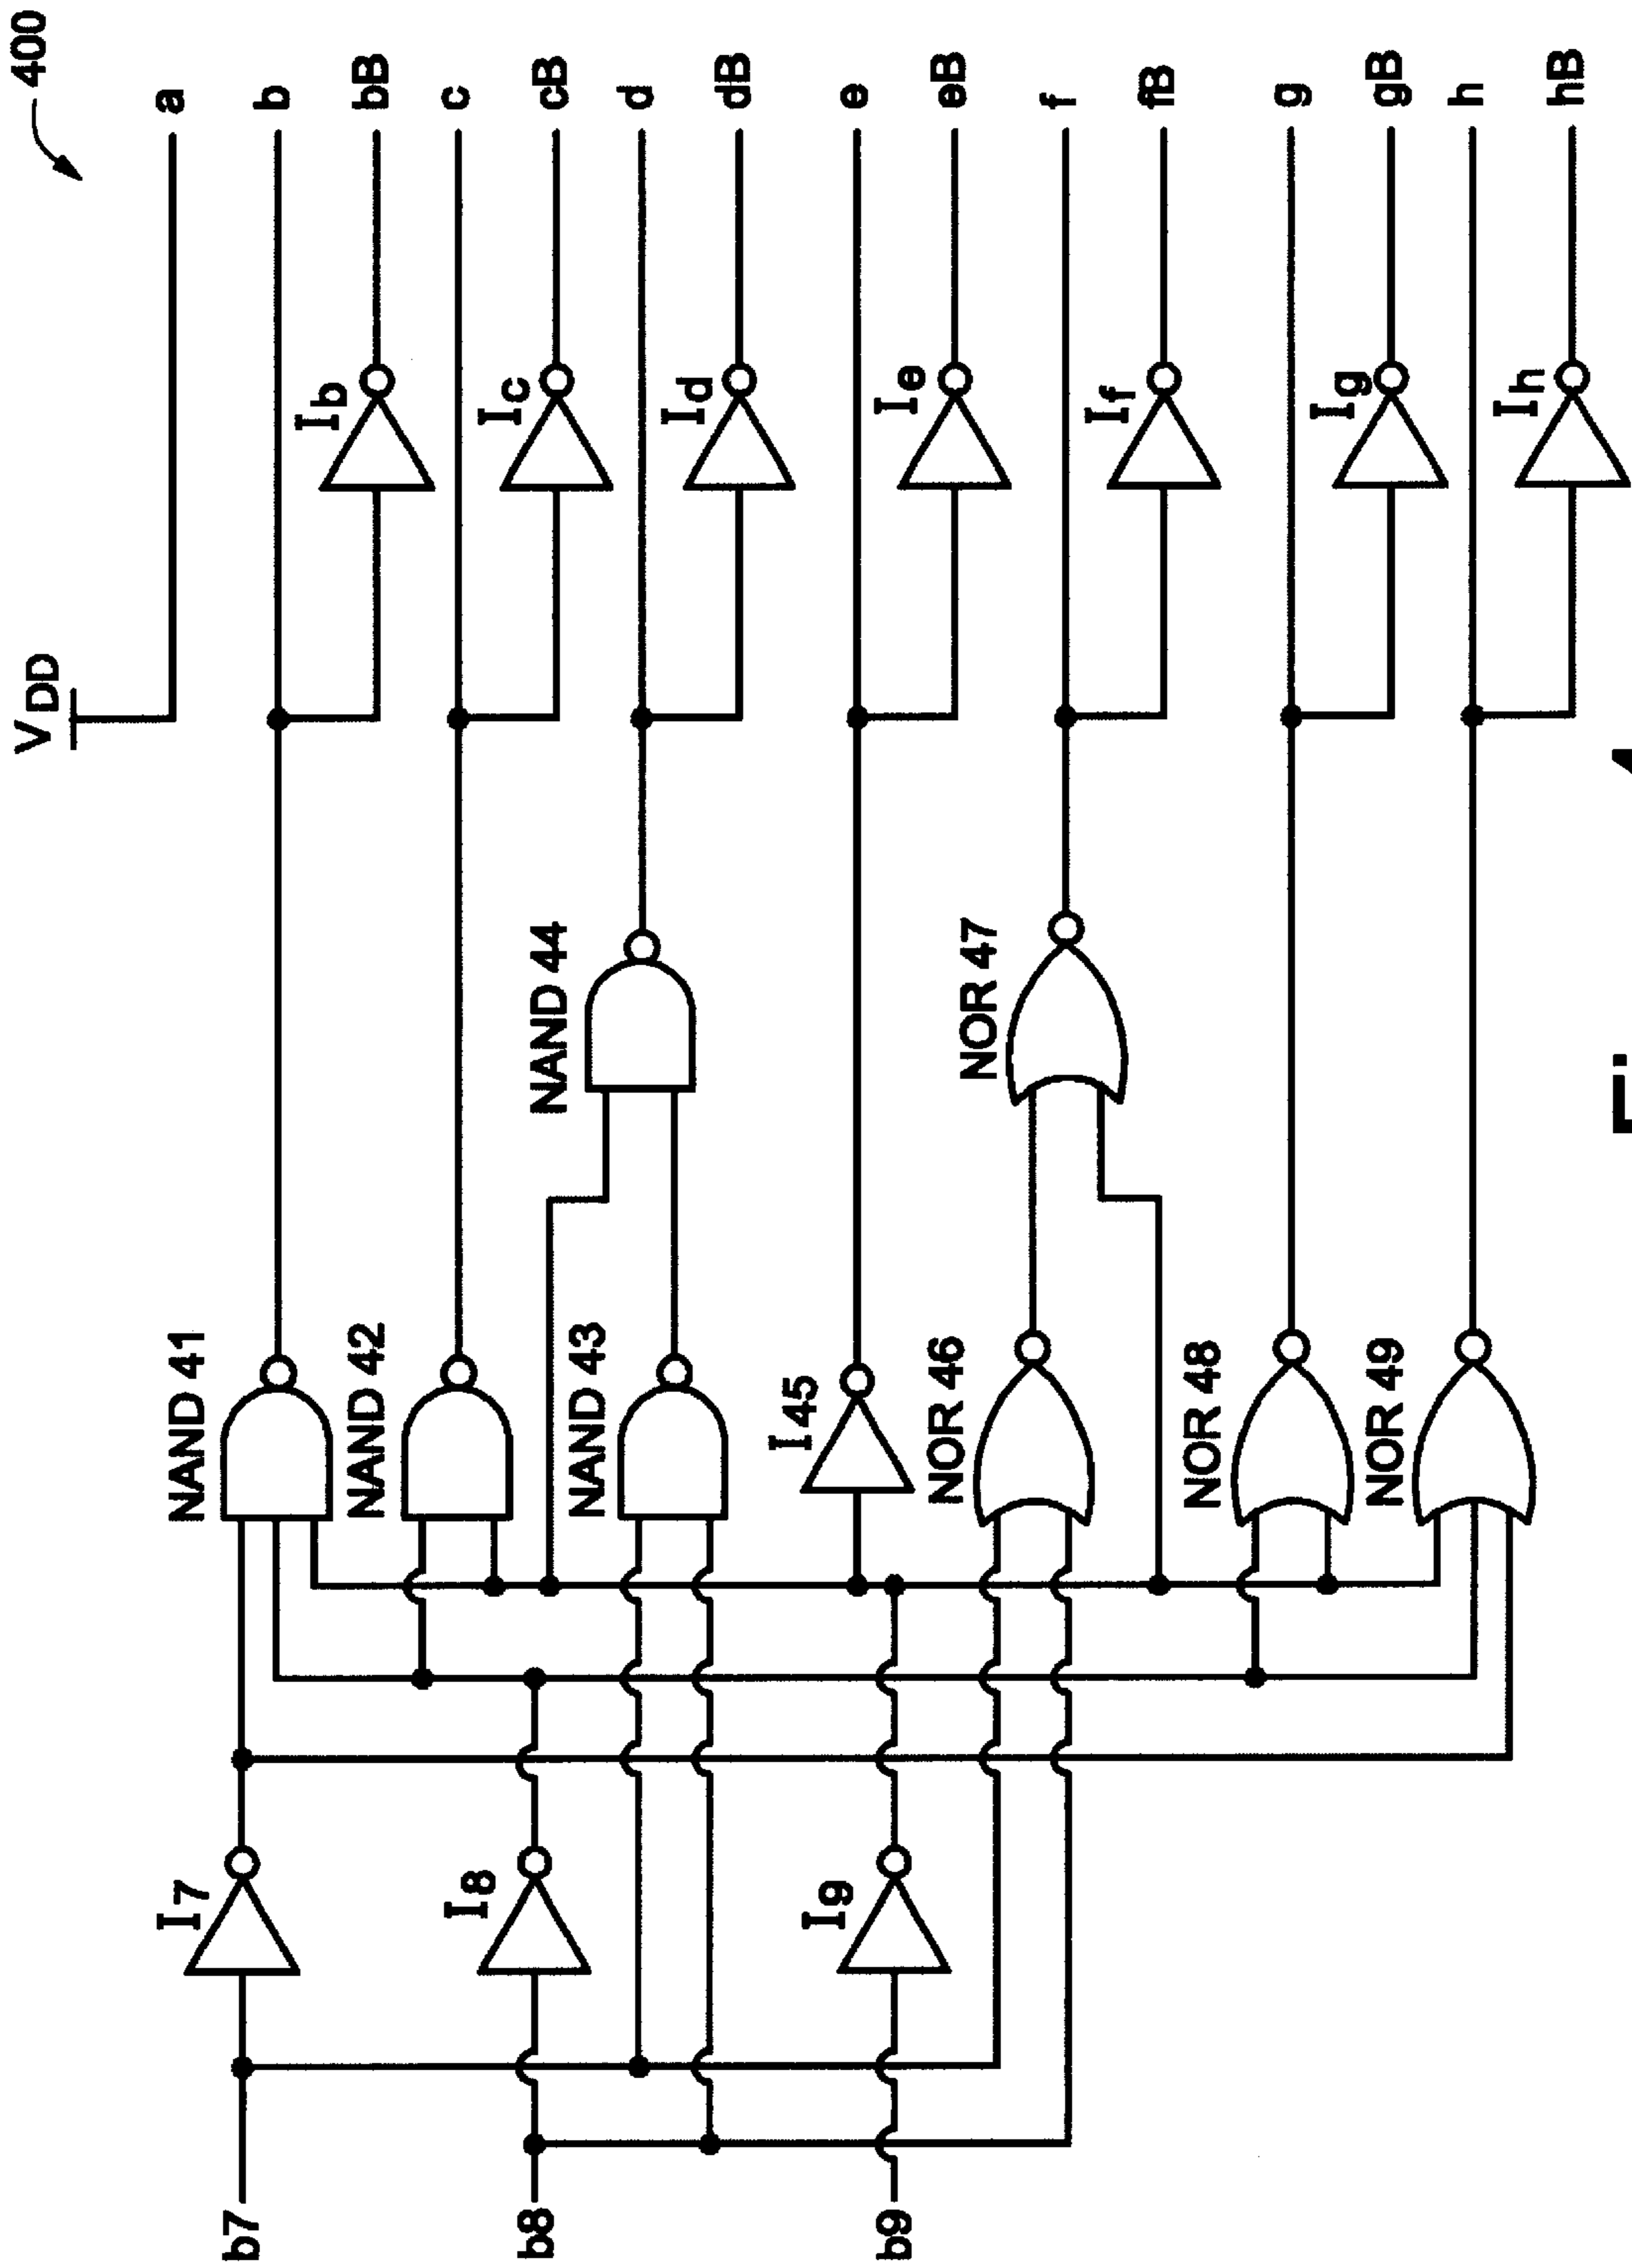 400
VDD
a
b
bB
c
cB
d
dB
e
eB
f
fB
g
gB
h
hB
Ib
Ic
Id
Ie
If
Ig
Ih
NAND 44
NOR 47
NAND 41
NAND 42
NAND 43
I45
NOR 46
NOR 48
NOR 49
I7
I8
I9
b7
b8
b9